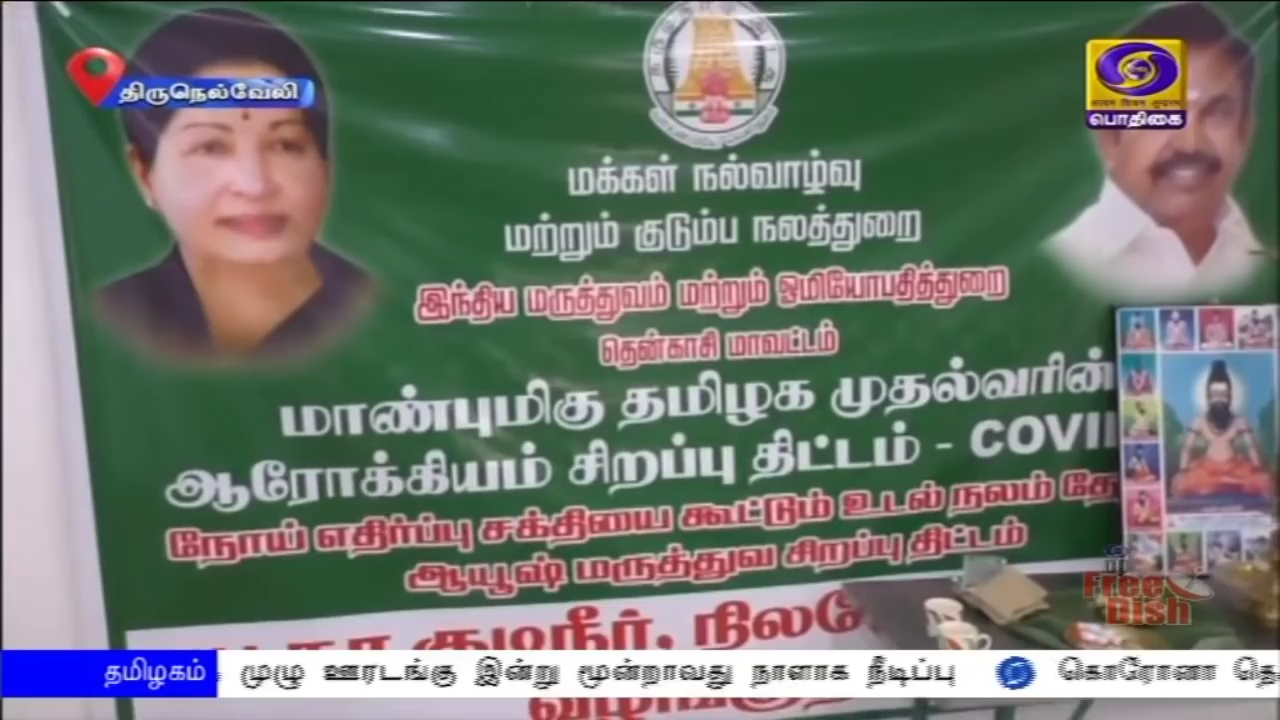 திருநெல்வேலி
பொதிகை
மக்கள் நல்வாழ்வு
மற்றும் குடும்ப நலத்துறை
இந்திய மருத்துவம் மற்றும் ஓமியோபதித்துறை
தென்காசி மாவட்டம்
மாண்புமிகு தமிழக முதல்வரின்
ஆரோக்கியம் சிறப்பு திட்டம் - COVI
நோய் எதிர்ப்பு சக்தியை கூட்டும் உடல் நலம் தே
ஆயூஷ் மருத்துவ சிறப்பு திட்டம்
குடிநீர், நிலவே
Free Dish
தமிழகம் முழு ஊரடங்கு இன்று மூன்றாவது நாளாக நீடிப்பு கொரோனா தொ